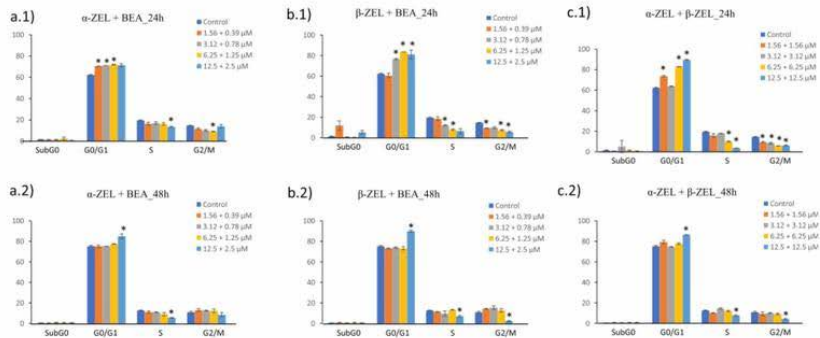 a.1)
α-ZEL + BEA_24h
Control
1.56 + 0.39 µM
3.12 + 0.78 µM
6.25 + 1.25 µM
12.5 + 2.5 µM
100
80
60
40
20
0
* * * *
*
*
SubG0 G0/G1 S G2/M
b.1)
β-ZEL + BEA_24h
Control
1.56 + 0.39 µM
3.12 + 0.78 µM
6.25 + 1.25 µM
12.5 + 2.5 µM
100
80
60
40
20
0
* * *
* *
* * *
SubG0 G0/G1 S G2/M
c.1)
α-ZEL + β-ZEL_24h
Control
1.56 + 1.56 µM
3.12 + 3.12 µM
6.25 + 6.25 µM
12.5 + 12.5 µM
100
80
60
40
20
0
* * *
* *
* * * *
SubG0 G0/G1 S G2/M
a.2)
α-ZEL + BEA_48h
Control
1.56 + 0.39 µM
3.12 + 0.78 µM
6.25 + 1.25 µM
12.5 + 2.5 µM
100
80
60
40
20
0
*
*
SubG0 G0/G1 S G2/M
b.2)
β-ZEL + BEA_48h
Control
1.56 + 0.39 µM
3.12 + 0.78 µM
6.25 + 1.25 µM
12.5 + 2.5 µM
100
80
60
40
20
0
*
*
*
SubG0 G0/G1 S G2/M
c.2)
α-ZEL + β-ZEL_48h
Control
1.56 + 1.56 µM
3.12 + 3.12 µM
6.25 + 6.25 µM
12.5 + 12.5 µM
100
80
60
40
20
0
*
*
*
SubG0 G0/G1 S G2/M